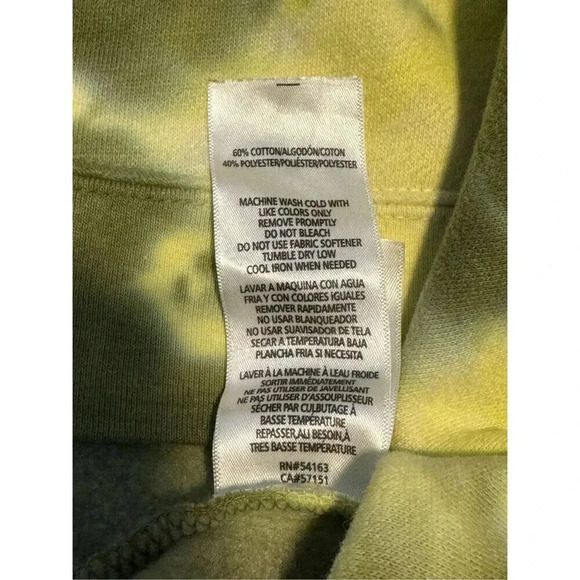 60% COTTON/ALGODÓN/COTON
40% POLYESTER/POLIÉSTER/POLYESTER
MACHINE WASH COLD WITH
LIKE COLORS ONLY
REMOVE PROMPTLY
DO NOT BLEACH
DO NOT USE FABRIC SOFTENER
TUMBLE DRY LOW
COOL IRON WHEN NEEDED
LAVAR A MAQUINA CON AGUA
FRIA Y CON COLORES IGUALES
REMOVER RAPIDAMENTE
NO USAR BLANQUEADOR
NO USAR SUAVISADOR DE TELA
SECAR A TEMPERATURA BAJA
PLANCHA FRIA SI NECESITA
LAVER À LA MACHINE À LEAU FROIDE
SORTIR IMMÉDIATEMENT
NE PAS UTILISER DE JAVELLISANT
NE PAS UTILISER D'ASSOUPLISEUR
SÉCHER PAR CULBUTAGE À
BASSE TEMPÉRATURE
REPASSER,AU BESOIN,À
TRES BASSE TEMPÉRATURE
RN#54163
CA#57151